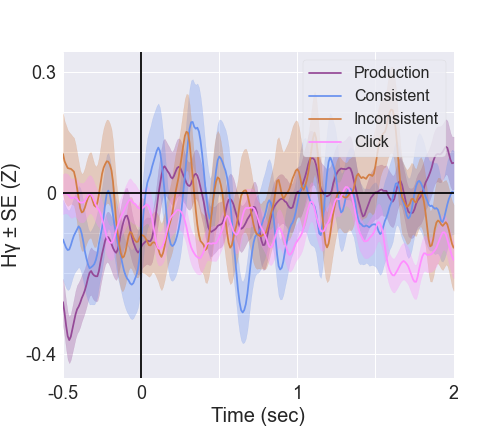 Production
Consistent
Inconsistent
Click
0.3
0
-0.4
Hγ ± SE (Z)
-0.5
0
1
2
Time (sec)